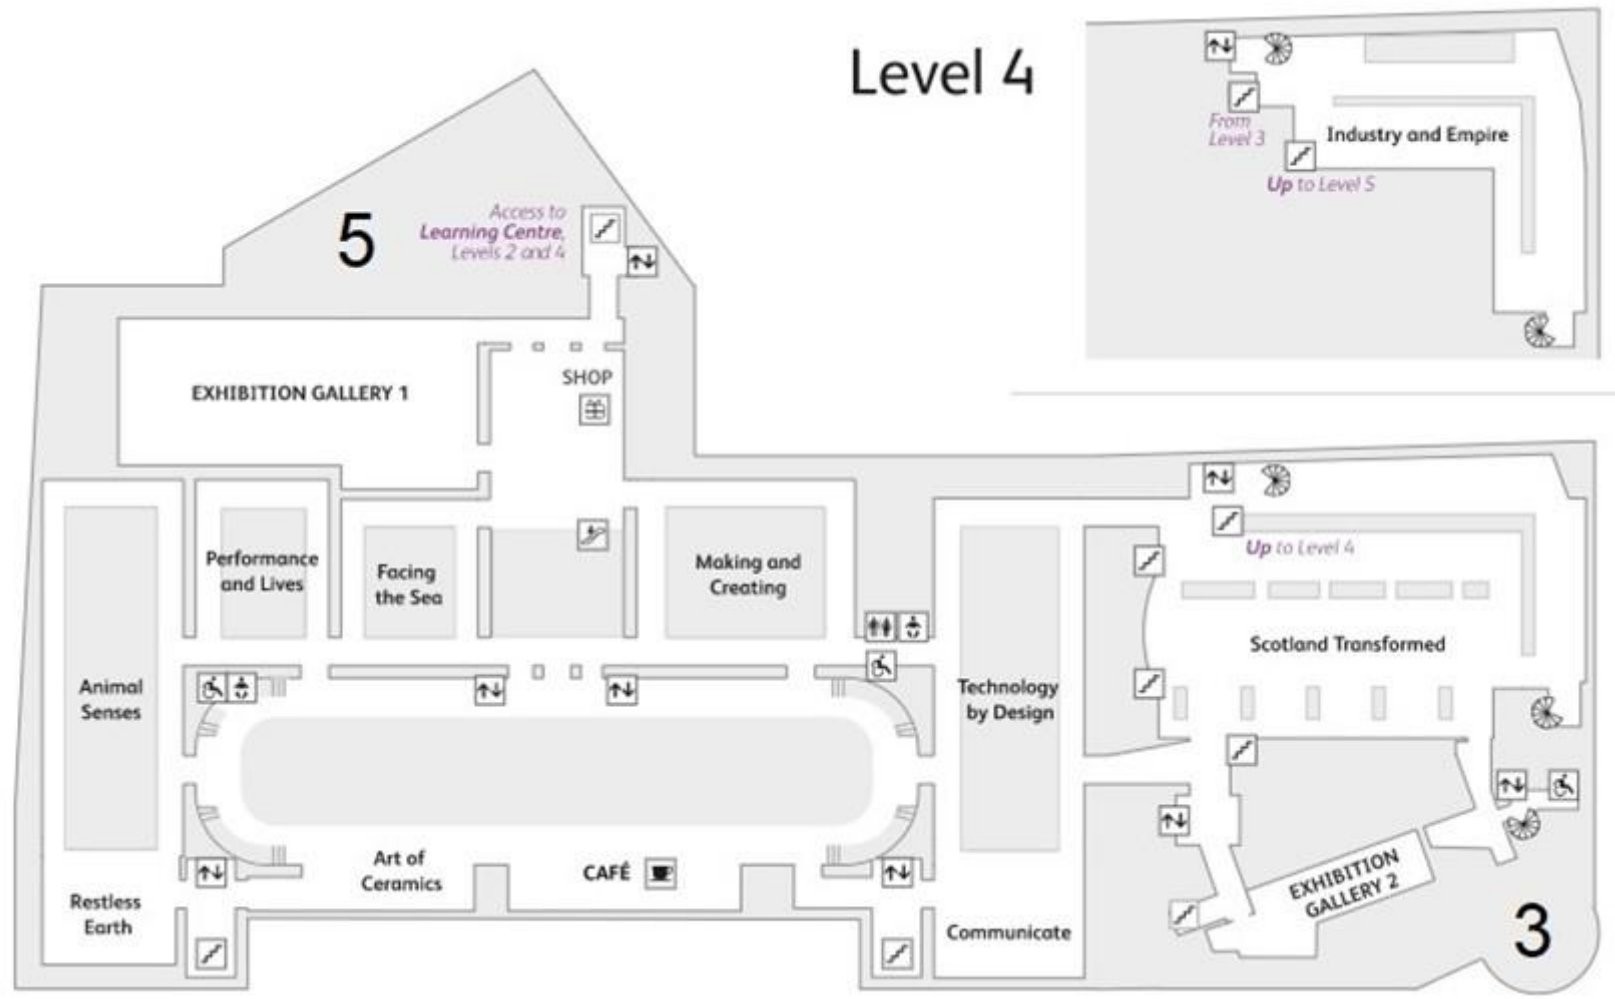 Level 4
From
Level 3
Industry and Empire
Up to Level 5
5
Access to
Learning Centre,
Levels 2 and 4
EXHIBITION GALLERY 1
SHOP
Performance
and Lives
Facing
the Sea
Making and
Creating
Up to Level 4
Scotland Transformed
Animal
Senses
Technology
by Design
Art of
Ceramics
CAFÉ
EXHIBITION
GALLERY 2
Restless
Earth
Communicate
3